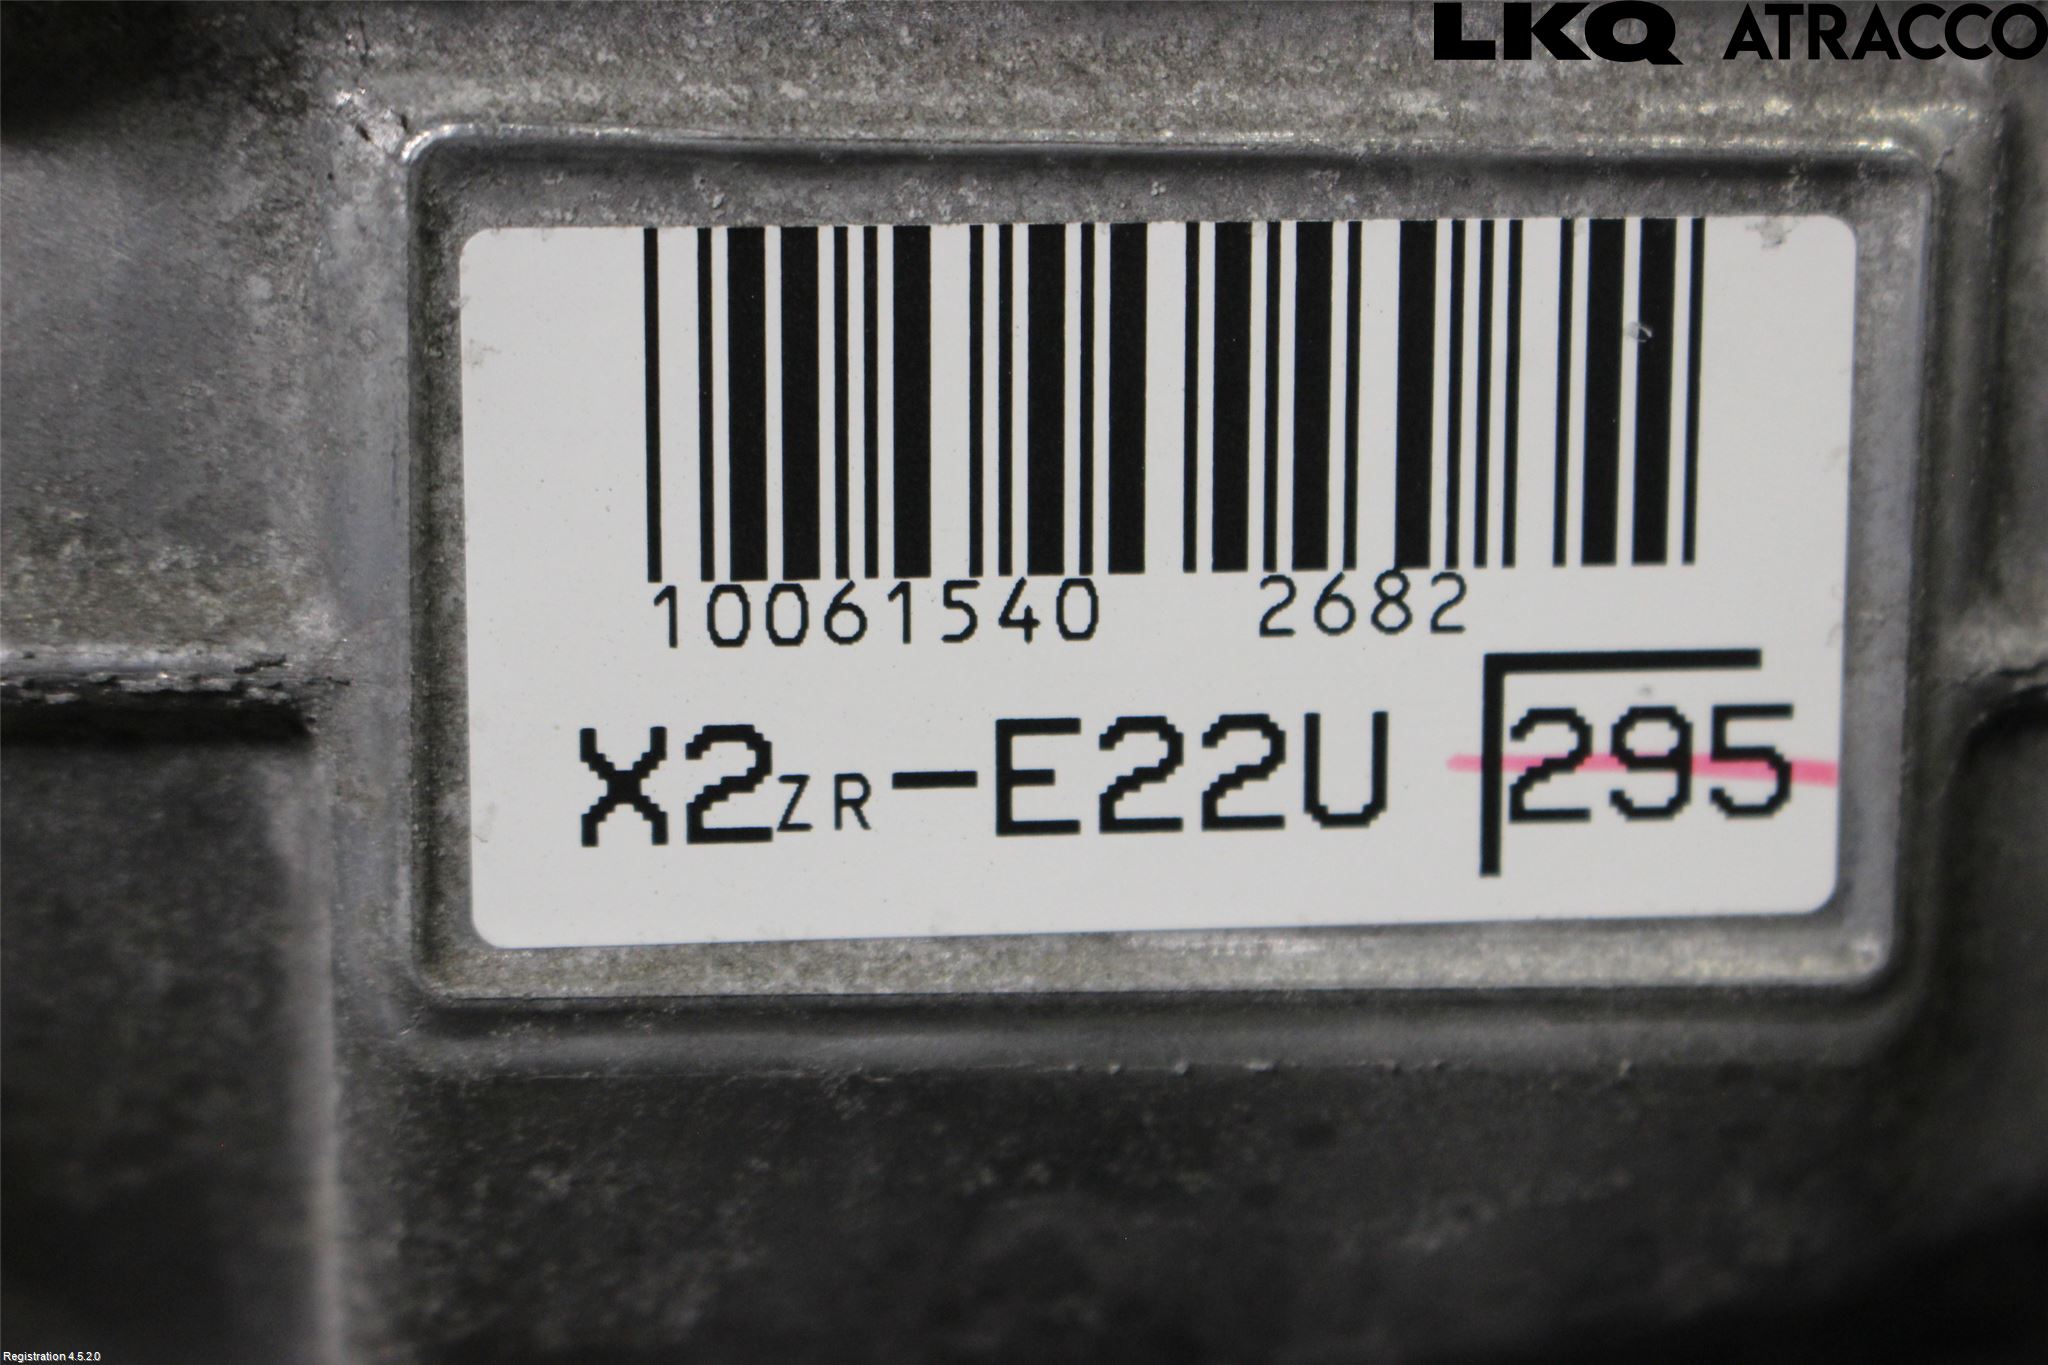 LKQ ATRACCO
10061540 2682
X2ZR-E22U 295
Registration 4.5.2.0